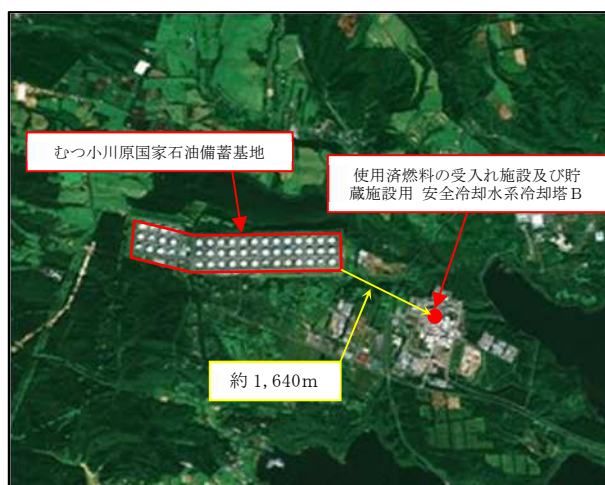 むつ小川原国家石油備蓄基地
使用済燃料の受入れ施設及び貯
蔵施設用 安全冷却水系冷却塔B
約1,640m